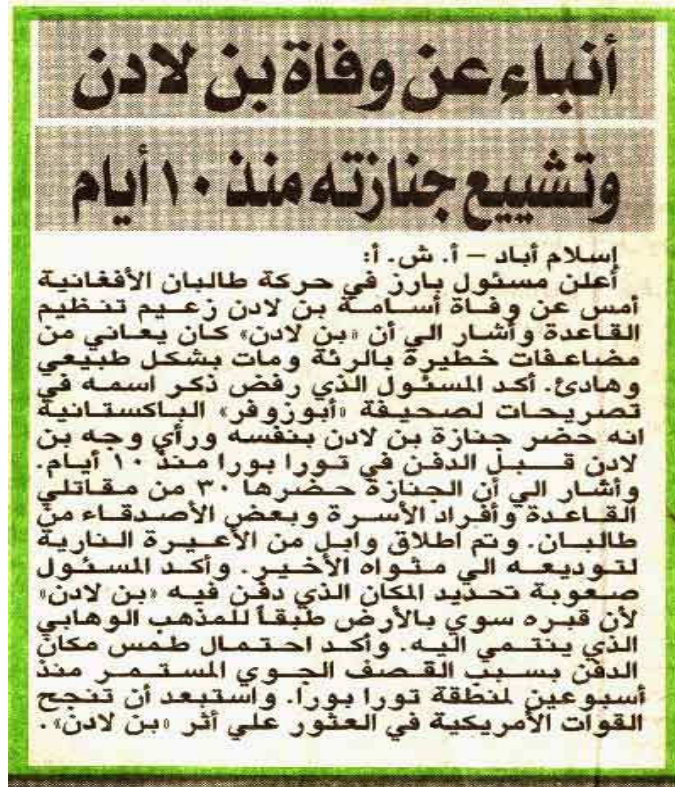 أنباء عن وفاة بن لادن
وتشييع جنازته منذ ١٠ أيام
إسلام أباد – أ. ش. أ:
أعلن مسئول بارز في حركة طالبان الأفغانية
أمس عن وفاة أسامة بن لادن زعيم تنظيم
القاعدة وأشار الي أن «بن لادن» كان يعاني من
مضاعفات خطيرة بالرئة ومات بشكل طبيعي
وهادئ. أكد المسئول الذي رفض ذكر اسمه في
تصريحات لصحيفة «أبوزوفر» الباكستانية
انه حضر جنازة بن لادن بنفسه ورأي وجه بن
لادن قبل الدفن في تورا بورا منذ ١٠ أيام.
وأشار الي أن الجنازة حضرها ٣٠ من مقاتلي
القاعدة وأفراد الأسرة وبعض الأصدقاء من
طالبان. وتم اطلاق وابل من الأعيرة النارية
لتوديعه الي مثواه الأخير. وأكد المسئول
صعوبة تحديد المكان الذي دفن فيه «بن لادن»
لأن قبره سوي بالأرض طبقاً للمذهب الوهابي
الذي ينتمي اليه. وأكد احتمال طمس مكان
الدفن بسبب القصف الجوي المستمر منذ
أسبوعين لمنطقة تورا بورا. واستبعد أن تنجح
القوات الأمريكية في العثور علي أثر «بن لادن».